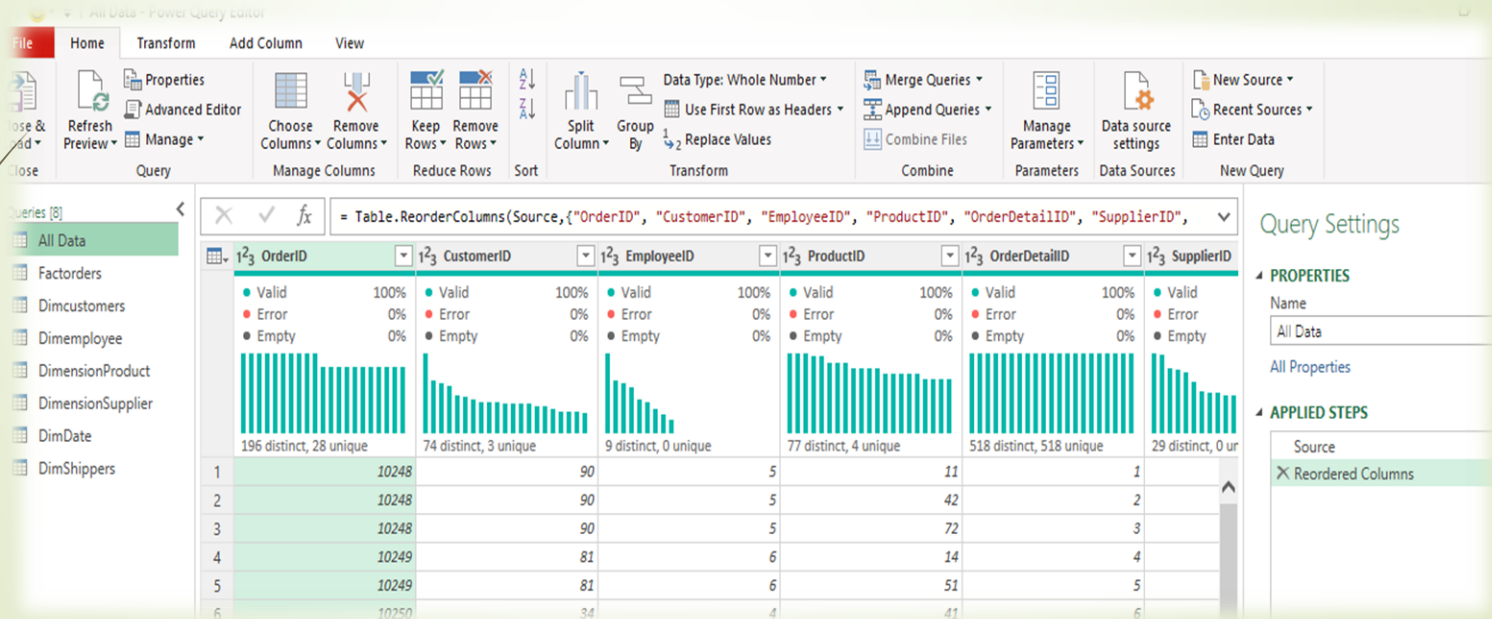 All Data - Power Query Editor
File Home Transform Add Column View
Properties
Advanced Editor
Manage
Refresh Preview
Query
Choose Columns
Remove Columns
Manage Columns
Keep Rows
Remove Rows
Reduce Rows
Sort
Split Column
Group By
Data Type: Whole Number
Use First Row as Headers
Replace Values
Transform
Merge Queries
Append Queries
Combine Files
Combine
Manage Parameters
Parameters
Data source settings
Data Sources
New Source
Recent Sources
Enter Data
New Query
Queries [8]
All Data
Factorders
Dimcustomers
Dimemployee
DimensionProduct
DimensionSupplier
DimDate
DimShippers
fx = Table.ReorderColumns(Source,{"OrderID", "CustomerID", "EmployeeID", "ProductID", "OrderDetailID", "SupplierID",
OrderID CustomerID EmployeeID ProductID OrderDetailID SupplierID
Valid 100% Valid 100% Valid 100% Valid 100% Valid 100% Valid
Error 0% Error 0% Error 0% Error 0% Error 0% Error
Empty 0% Empty 0% Empty 0% Empty 0% Empty 0% Empty
196 distinct, 28 unique 74 distinct, 3 unique 9 distinct, 0 unique 77 distinct, 4 unique 518 distinct, 518 unique 29 distinct, 0
1 10248 90 5 11 1
2 10248 90 5 42 2
3 10248 90 5 72 3
4 10249 81 6 14 4
5 10249 81 6 51 5
6 10250 34 4 41 6
Query Settings
PROPERTIES
Name
All Data
All Properties
APPLIED STEPS
Source
Reordered Columns